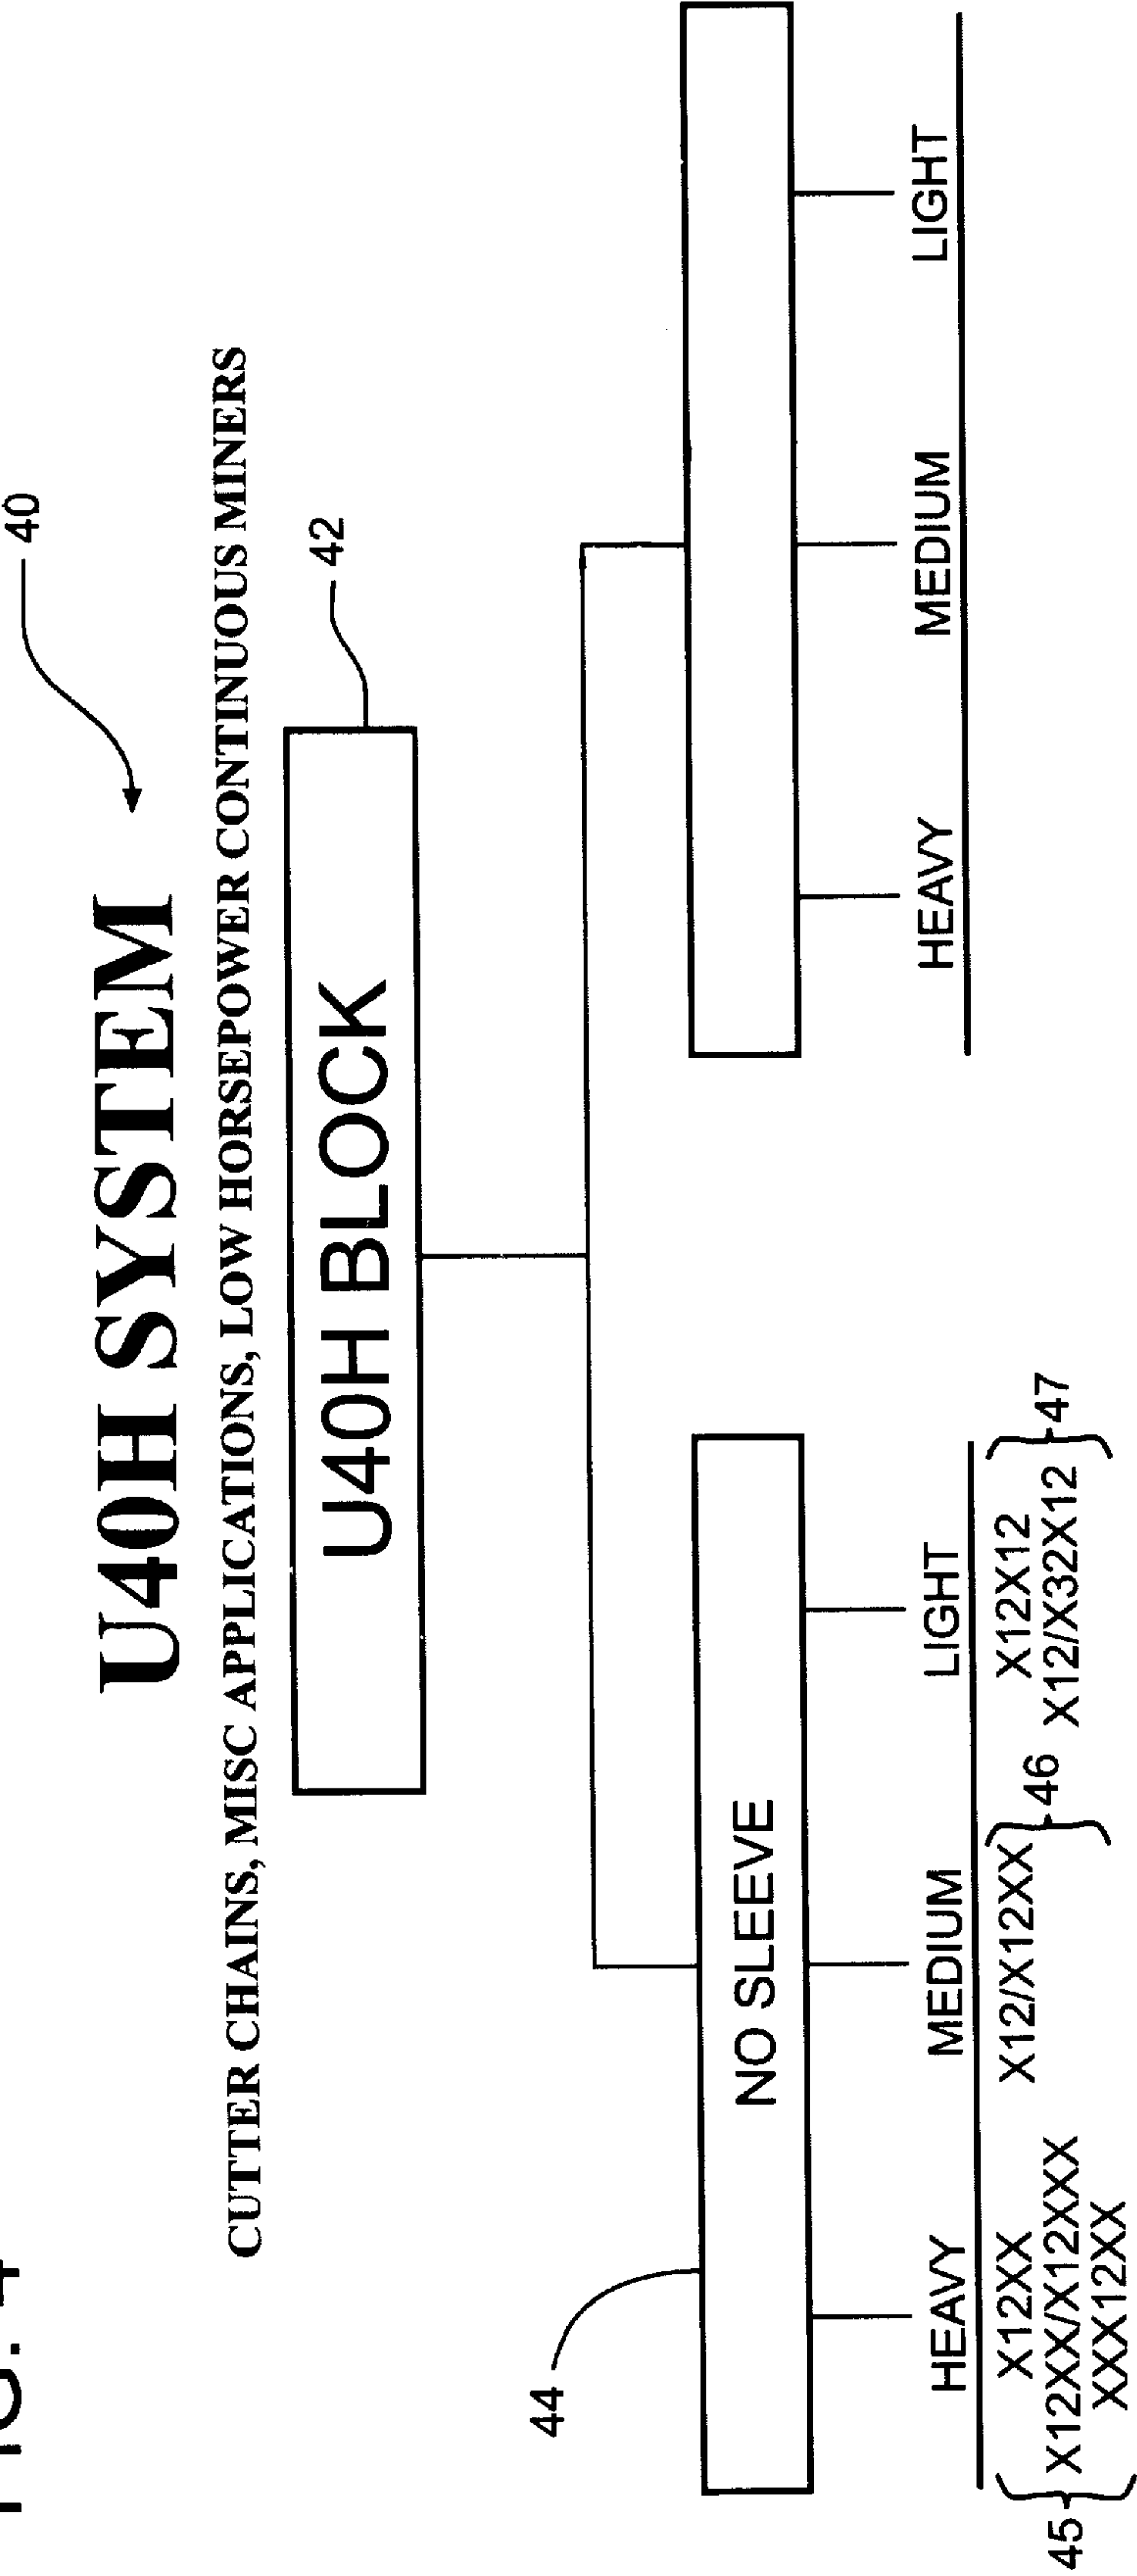 FIG. 4
40
U40H SYSTEM
CUTTER CHAINS, MISC APPLICATIONS, LOW HORSEPOWER CONTINUOUS MINERS
U40H BLOCK
42
44
NO SLEEVE
HEAVY
MEDIUM
LIGHT
HEAVY
MEDIUM
LIGHT
45
X12XX
X12XX/X12XXX
XXX12XX
X12/X12XX
46
X12X12
X12/X32X12
47